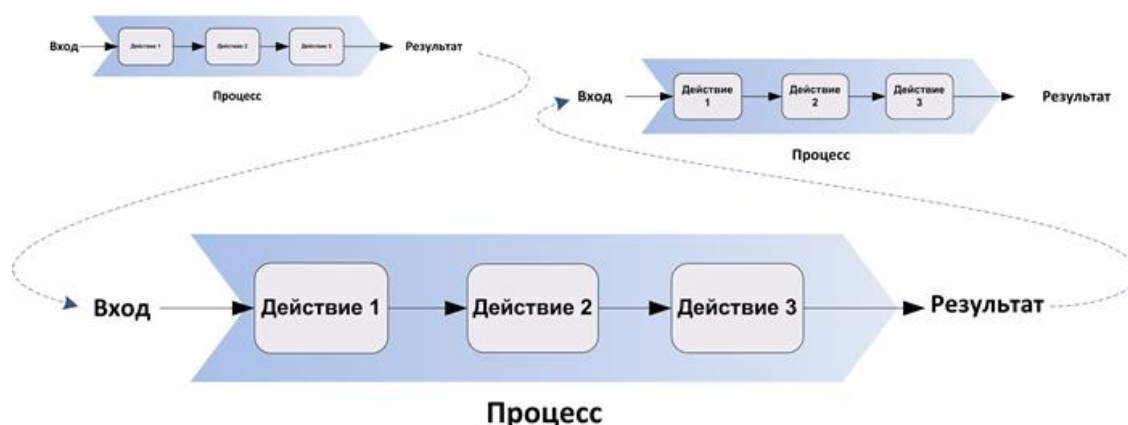 Вход
Действие 1
Действие 2
Действие 3
Результат
Процесс
Вход
Действие
1
Действие
2
Действие
3
Результат
Процесс
Вход
Действие 1
Действие 2
Действие 3
Результат
Процесс